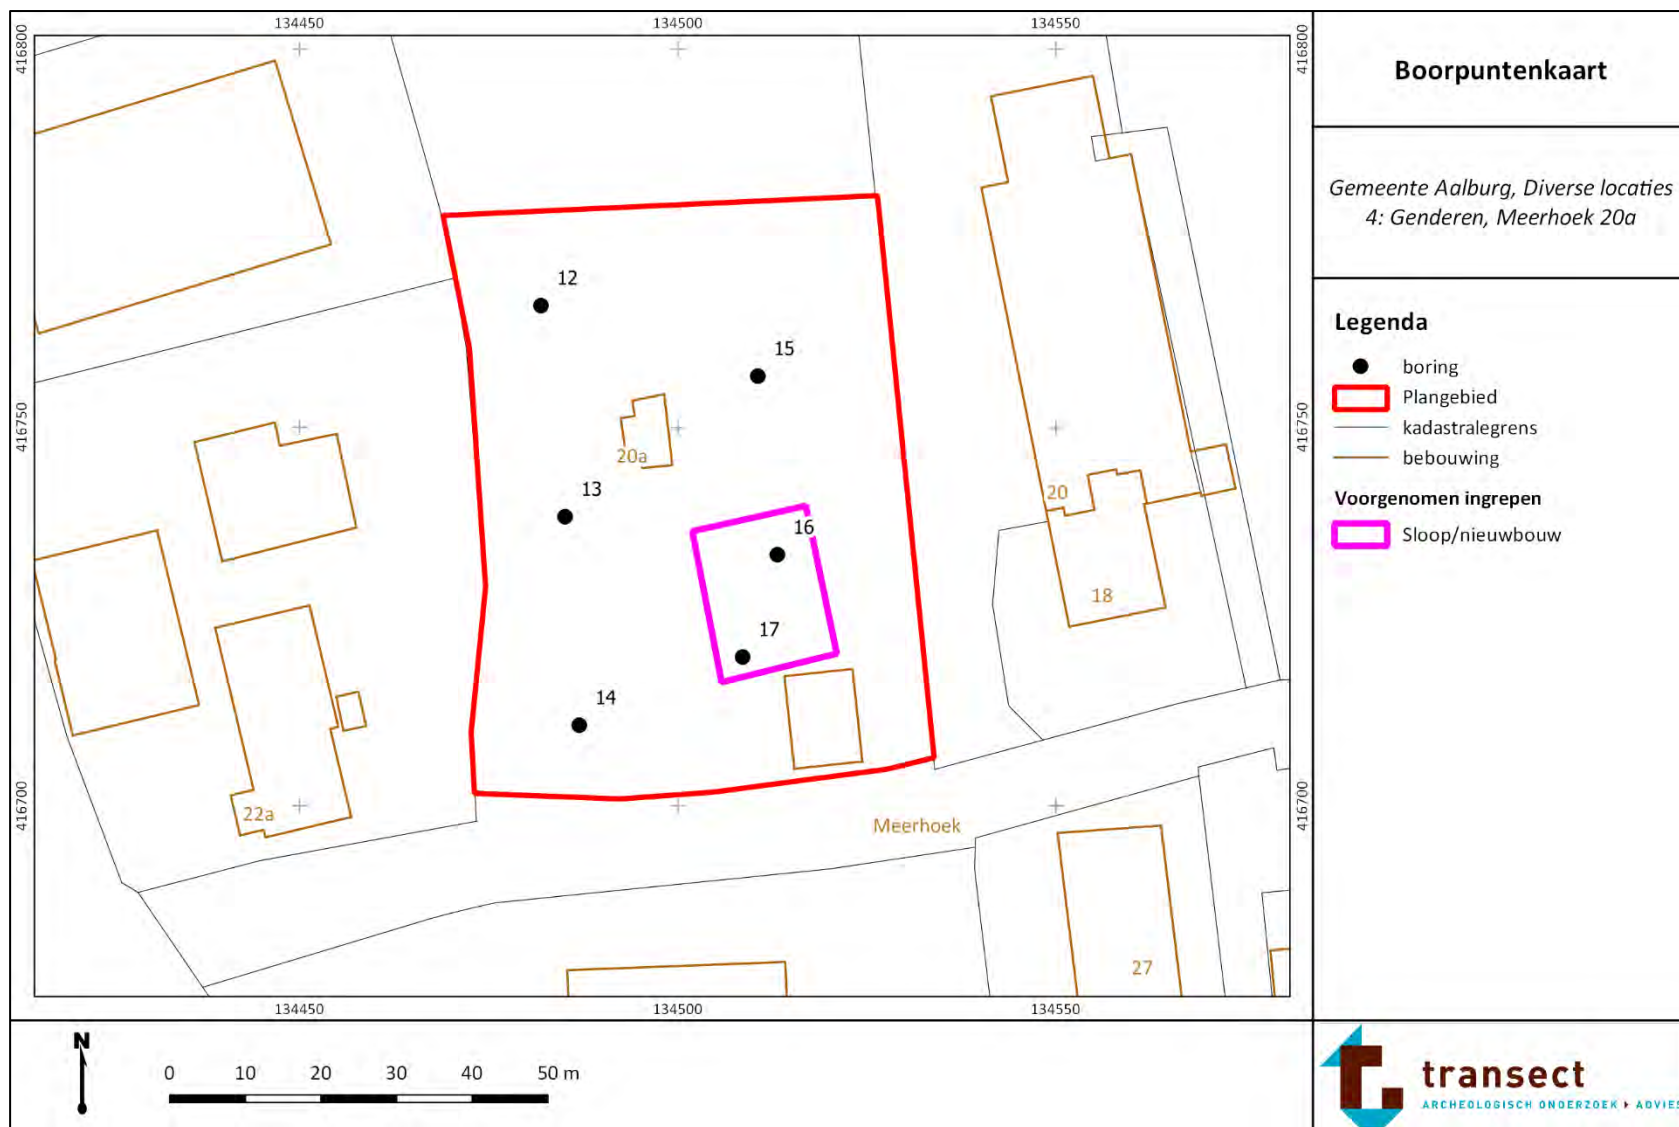 134450 134500 134550
416800 416800
Boorpuntenkaart
Gemeente Aalburg, Diverse locaties
4: Genderen, Meerhoek 20a
Legenda
boring
Plangebied
kadastralegrens
bebouwing
Voorgenomen ingrepen
Sloop/nieuwbouw
12
15
416750 416750
20a
13
20
16
18
17
14
416700 416700
22a
Meerhoek
27
134450 134500 134550
N
0 10 20 30 40 50 m
transect
ARCHEOLOGISCH ONDERZOEK ADVIES